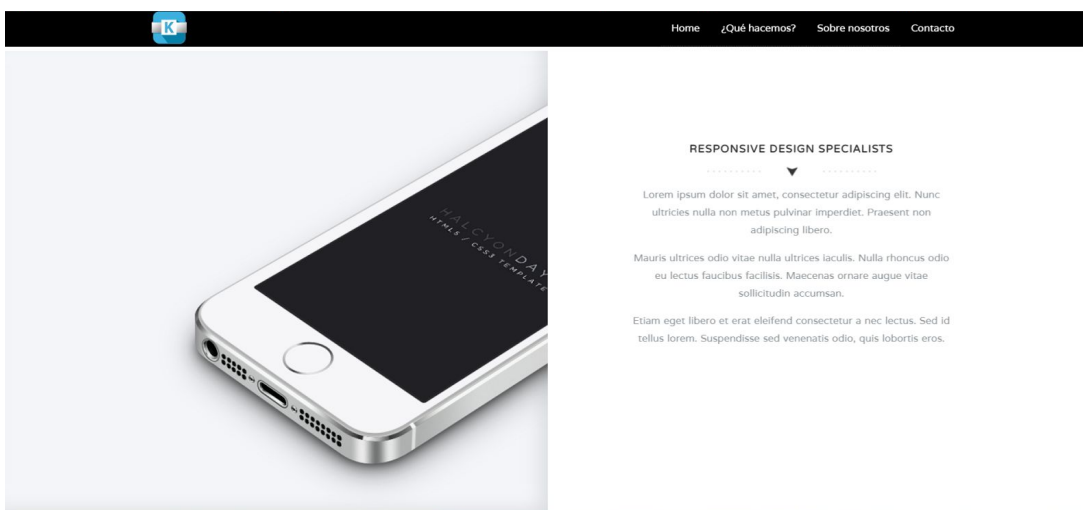 K
Home ¿Qué hacemos? Sobre nosotros Contacto
HALCYONDAY
HTML5 / CSS3 TEMPLATE
RESPONSIVE DESIGN SPECIALISTS
Lorem ipsum dolor sit amet, consectetur adipiscing elit. Nunc
ultricies nulla non metus pulvinar imperdiet. Praesent non
adipiscing libero.
Mauris ultrices odio vitae nulla ultrices iaculis. Nulla rhoncus odio
eu lectus faucibus facilisis. Maecenas ornare augue vitae
sollicitudin accumsan.
Etiam eget libero et erat eleifend consectetur a nec lectus. Sed id
tellus lorem. Suspendisse sed venenatis odio, quis lobortis eros.